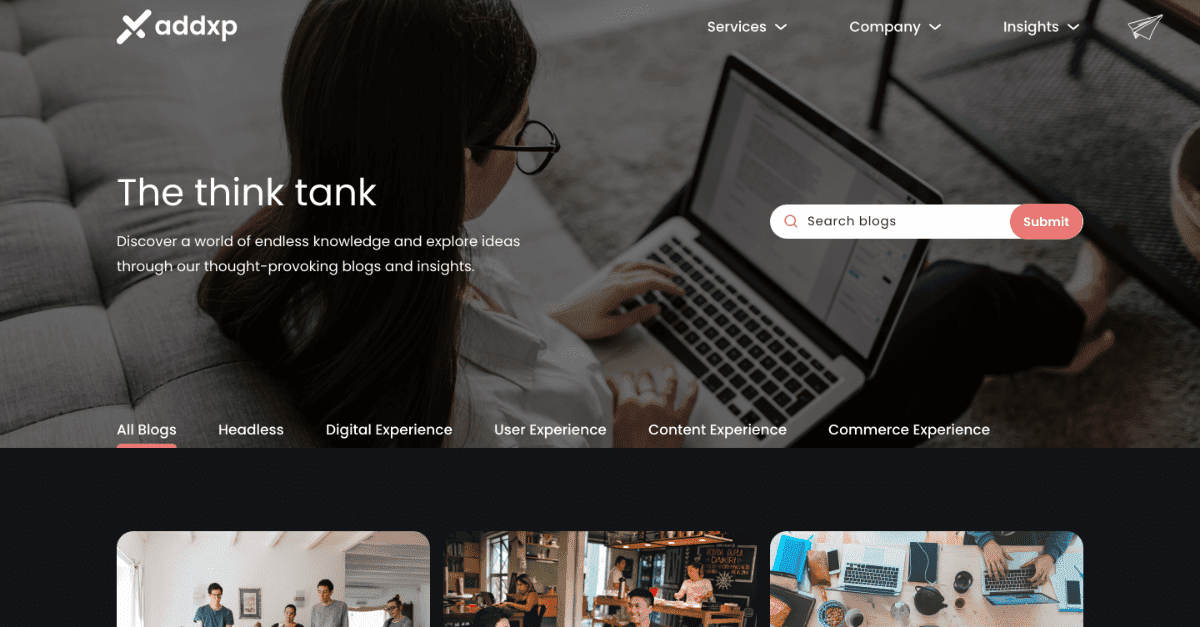 addxp
Services
Company
Insights
The think tank
Discover a world of endless knowledge and explore ideas
through our thought-provoking blogs and insights.
Search blogs
Submit
All Blogs
Headless
Digital Experience
User Experience
Content Experience
Commerce Experience